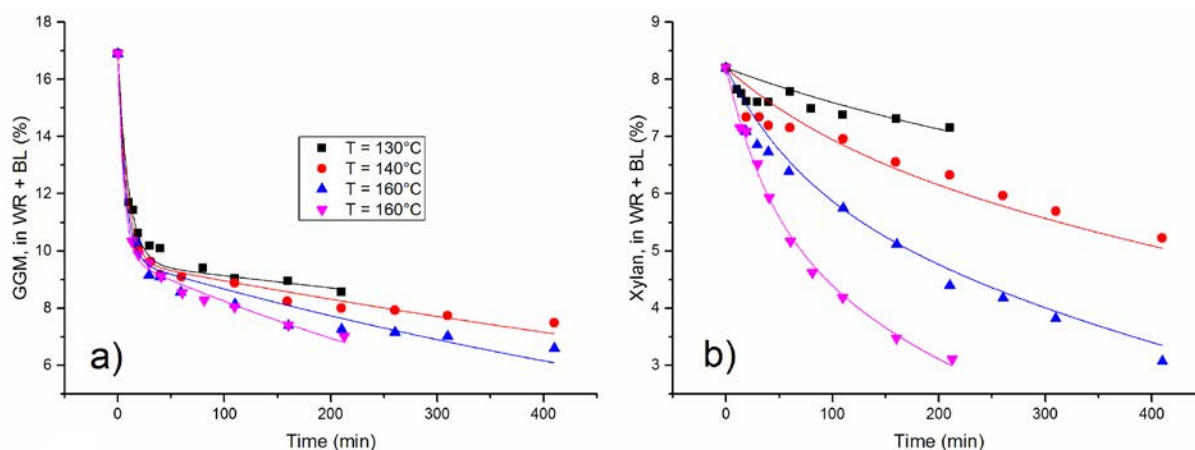 18
16
14
12
10
8
6
GGM, in WR + BL (%)
0
100
200
300
400
Time (min)
T = 130°C
T = 140°C
T = 160°C
T = 160°C
a)
9
8
7
6
5
4
3
Xylan, in WR + BL (%)
0
100
200
300
400
Time (min)
b)